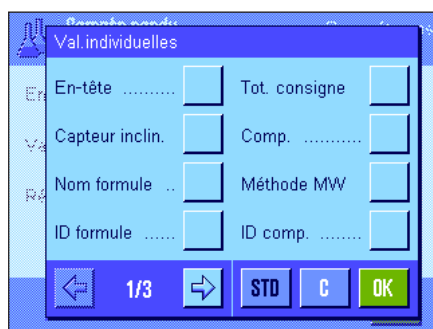 Val.individuelles
En-tête .......... Tot. consigne
Capteur inclin. Comp. ............
Nom formule .. Méthode MW
ID formule ...... ID comp. ........
1/3 STD C OK